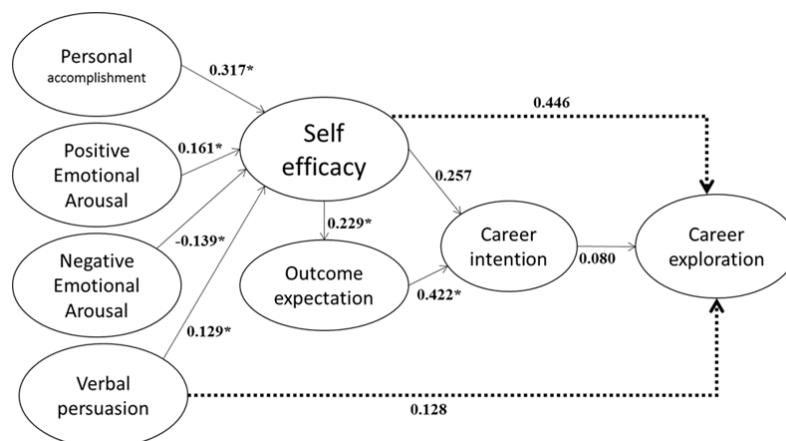 Personal
accomplishment
0.317*
0.446
Self
efficacy
Positive
Emotional
Arousal
0.161*
0.257
Negative
Emotional
Arousal
-0.139*
0.229*
Career
intention
0.080
Career
exploration
Outcome
expectation
0.422*
0.129*
Verbal
persuasion
0.128